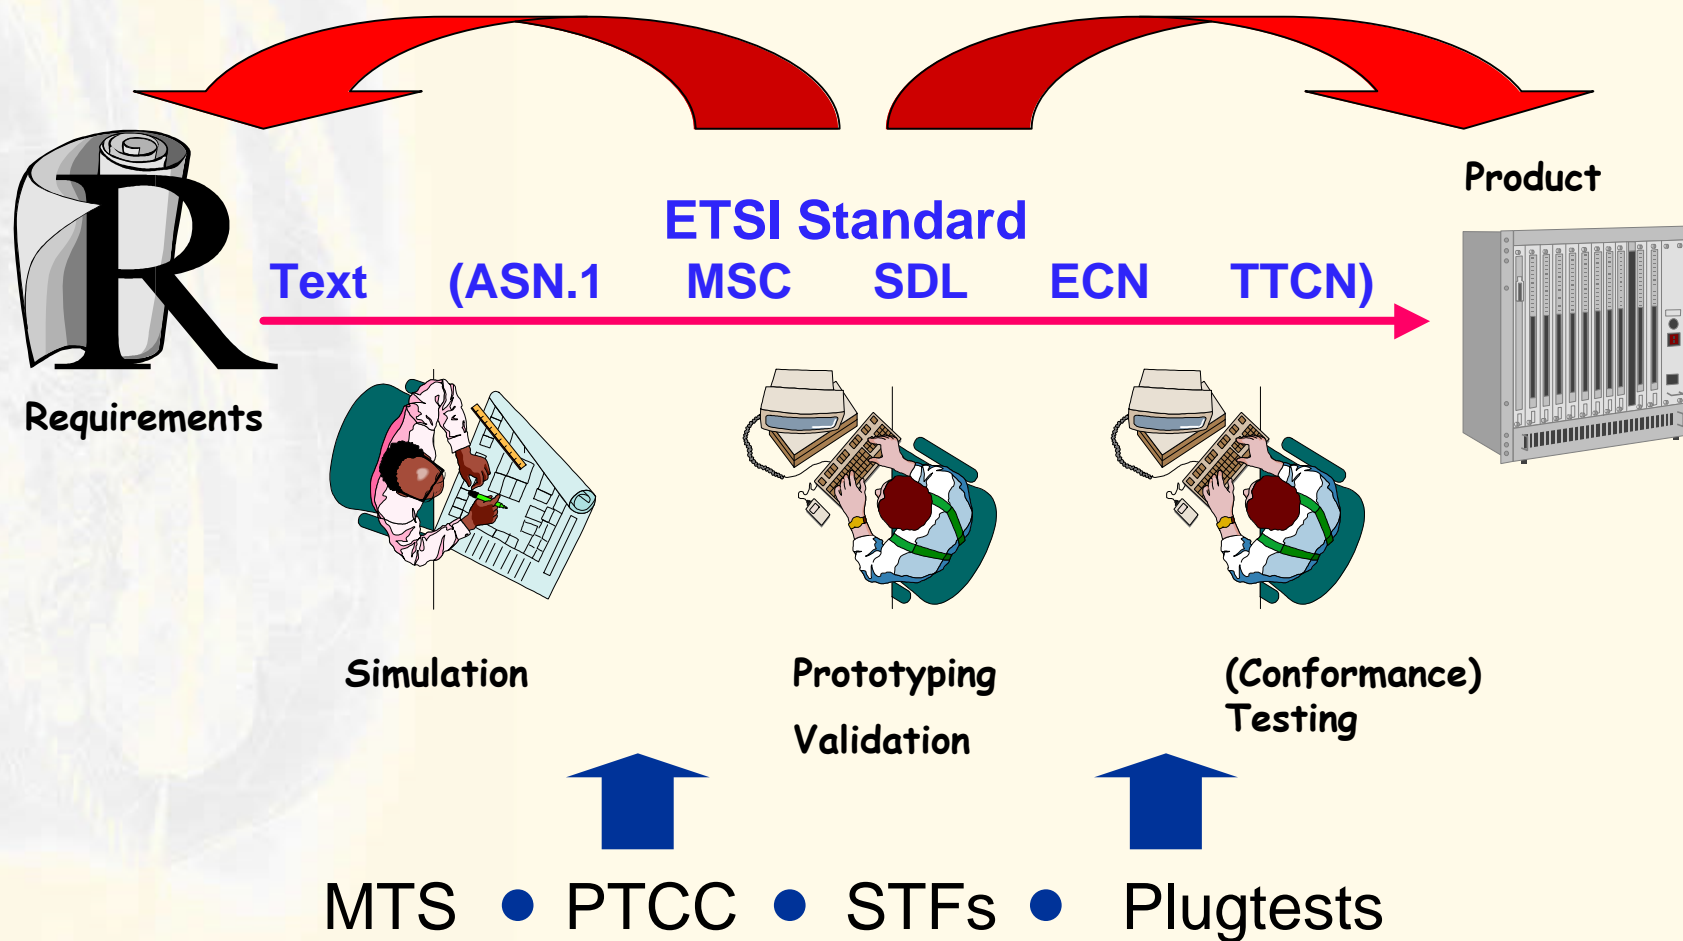 Product
ETSI Standard
Text (ASN.1 MSC SDL ECN TTCN)
R
Requirements
Simulation
Prototyping
Validation
(Conformance)
Testing
MTS • PTCC • STFs • Plugtests